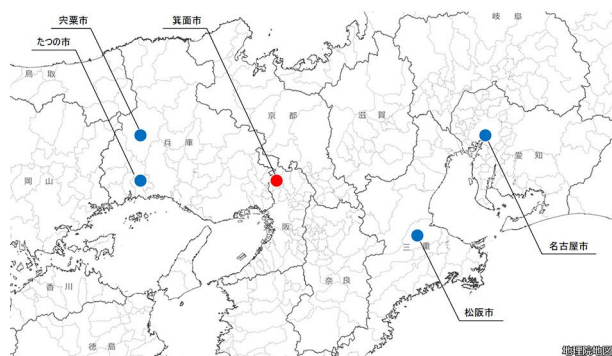 宍粟市
箕面市
たつの市
岐 阜
鳥 取
京 都
滋 賀
兵 庫
愛 知
岡 山
阪
三 重
名古屋市
奈 良
香 川
松阪市
徳 島
地理院地図